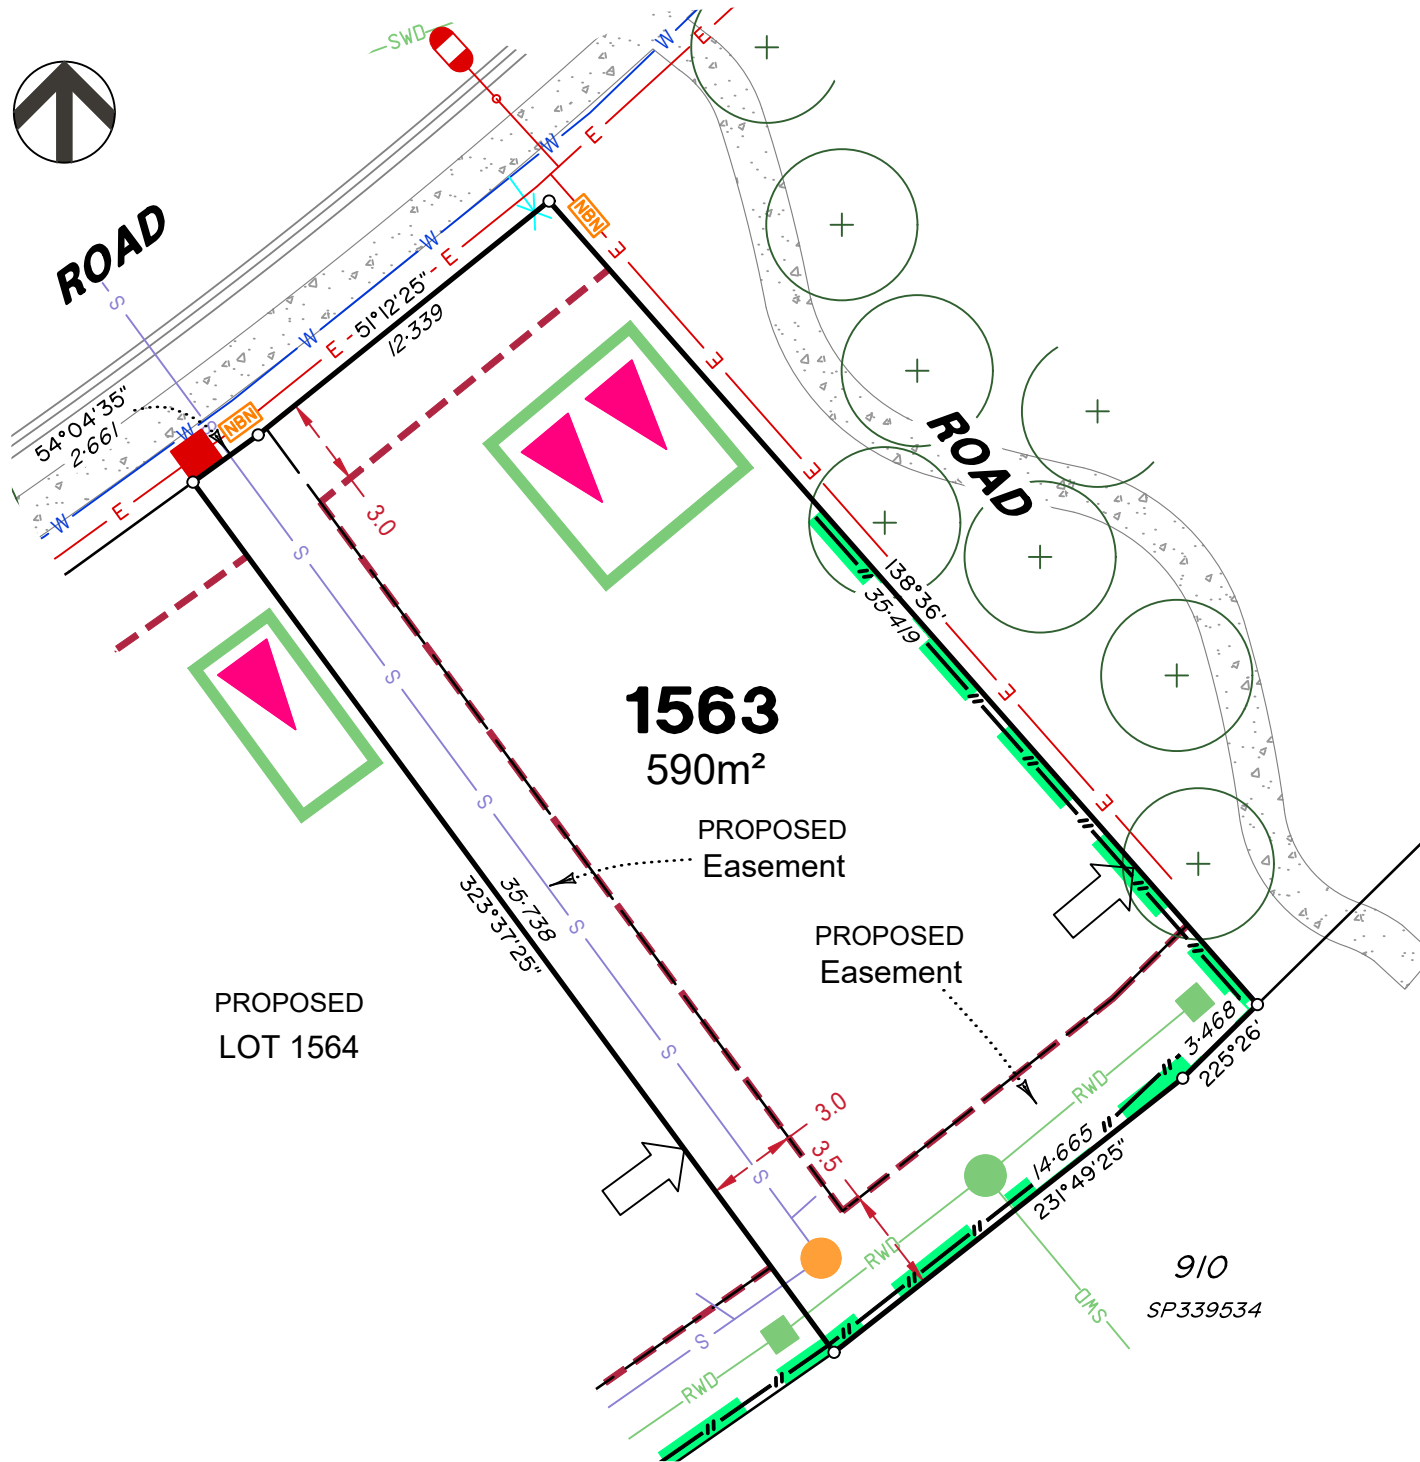 SWD
W
E
W
E
NBN
ROAD
S
W
E
51°12'25"
12·339
E
W
E
E
NBN
54°04'35"
2·661
W
E
W
3.0
S
E
ROAD
138°36'
35·419
S
E
1563
590m²
S
E
PROPOSED
Easement
35·738
323°37'25"
S
PROPOSED
Easement
PROPOSED
LOT 1564
3·468
225°26'
S
RWD
3.0
3.5
14·665
231°49'25"
S
RWD
910
SP339534
SWD
S
RWD